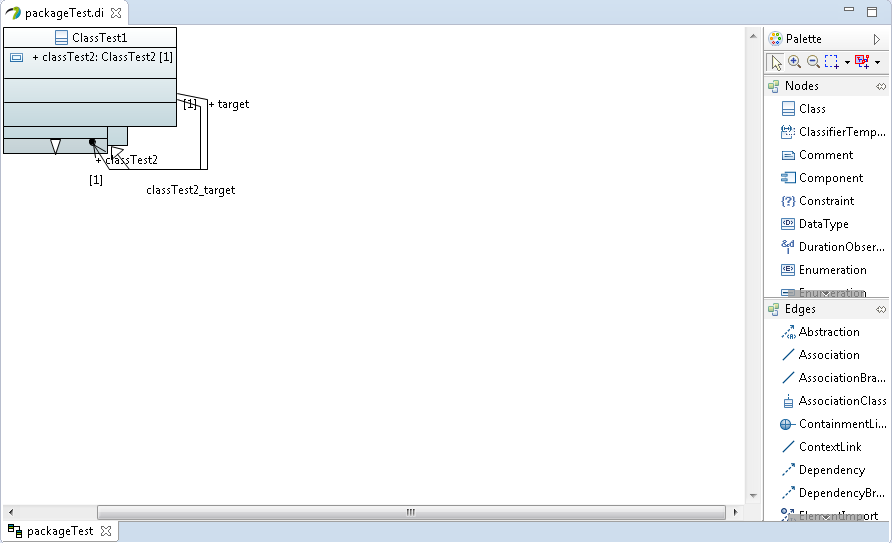 packageTest.di
ClassTest1
+ classTest2: ClassTest2 [1]
[1]
+ target
+ classTest2
[1]
classTest2_target
Palette
Nodes
Class
ClassifierTemp...
Comment
Component
Constraint
DataType
DurationObser...
Enumeration
Enumeration
Edges
Abstraction
Association
AssociationBra...
AssociationClass
ContainmentLi...
ContextLink
Dependency
DependencyBr...
ElementImport
packageTest